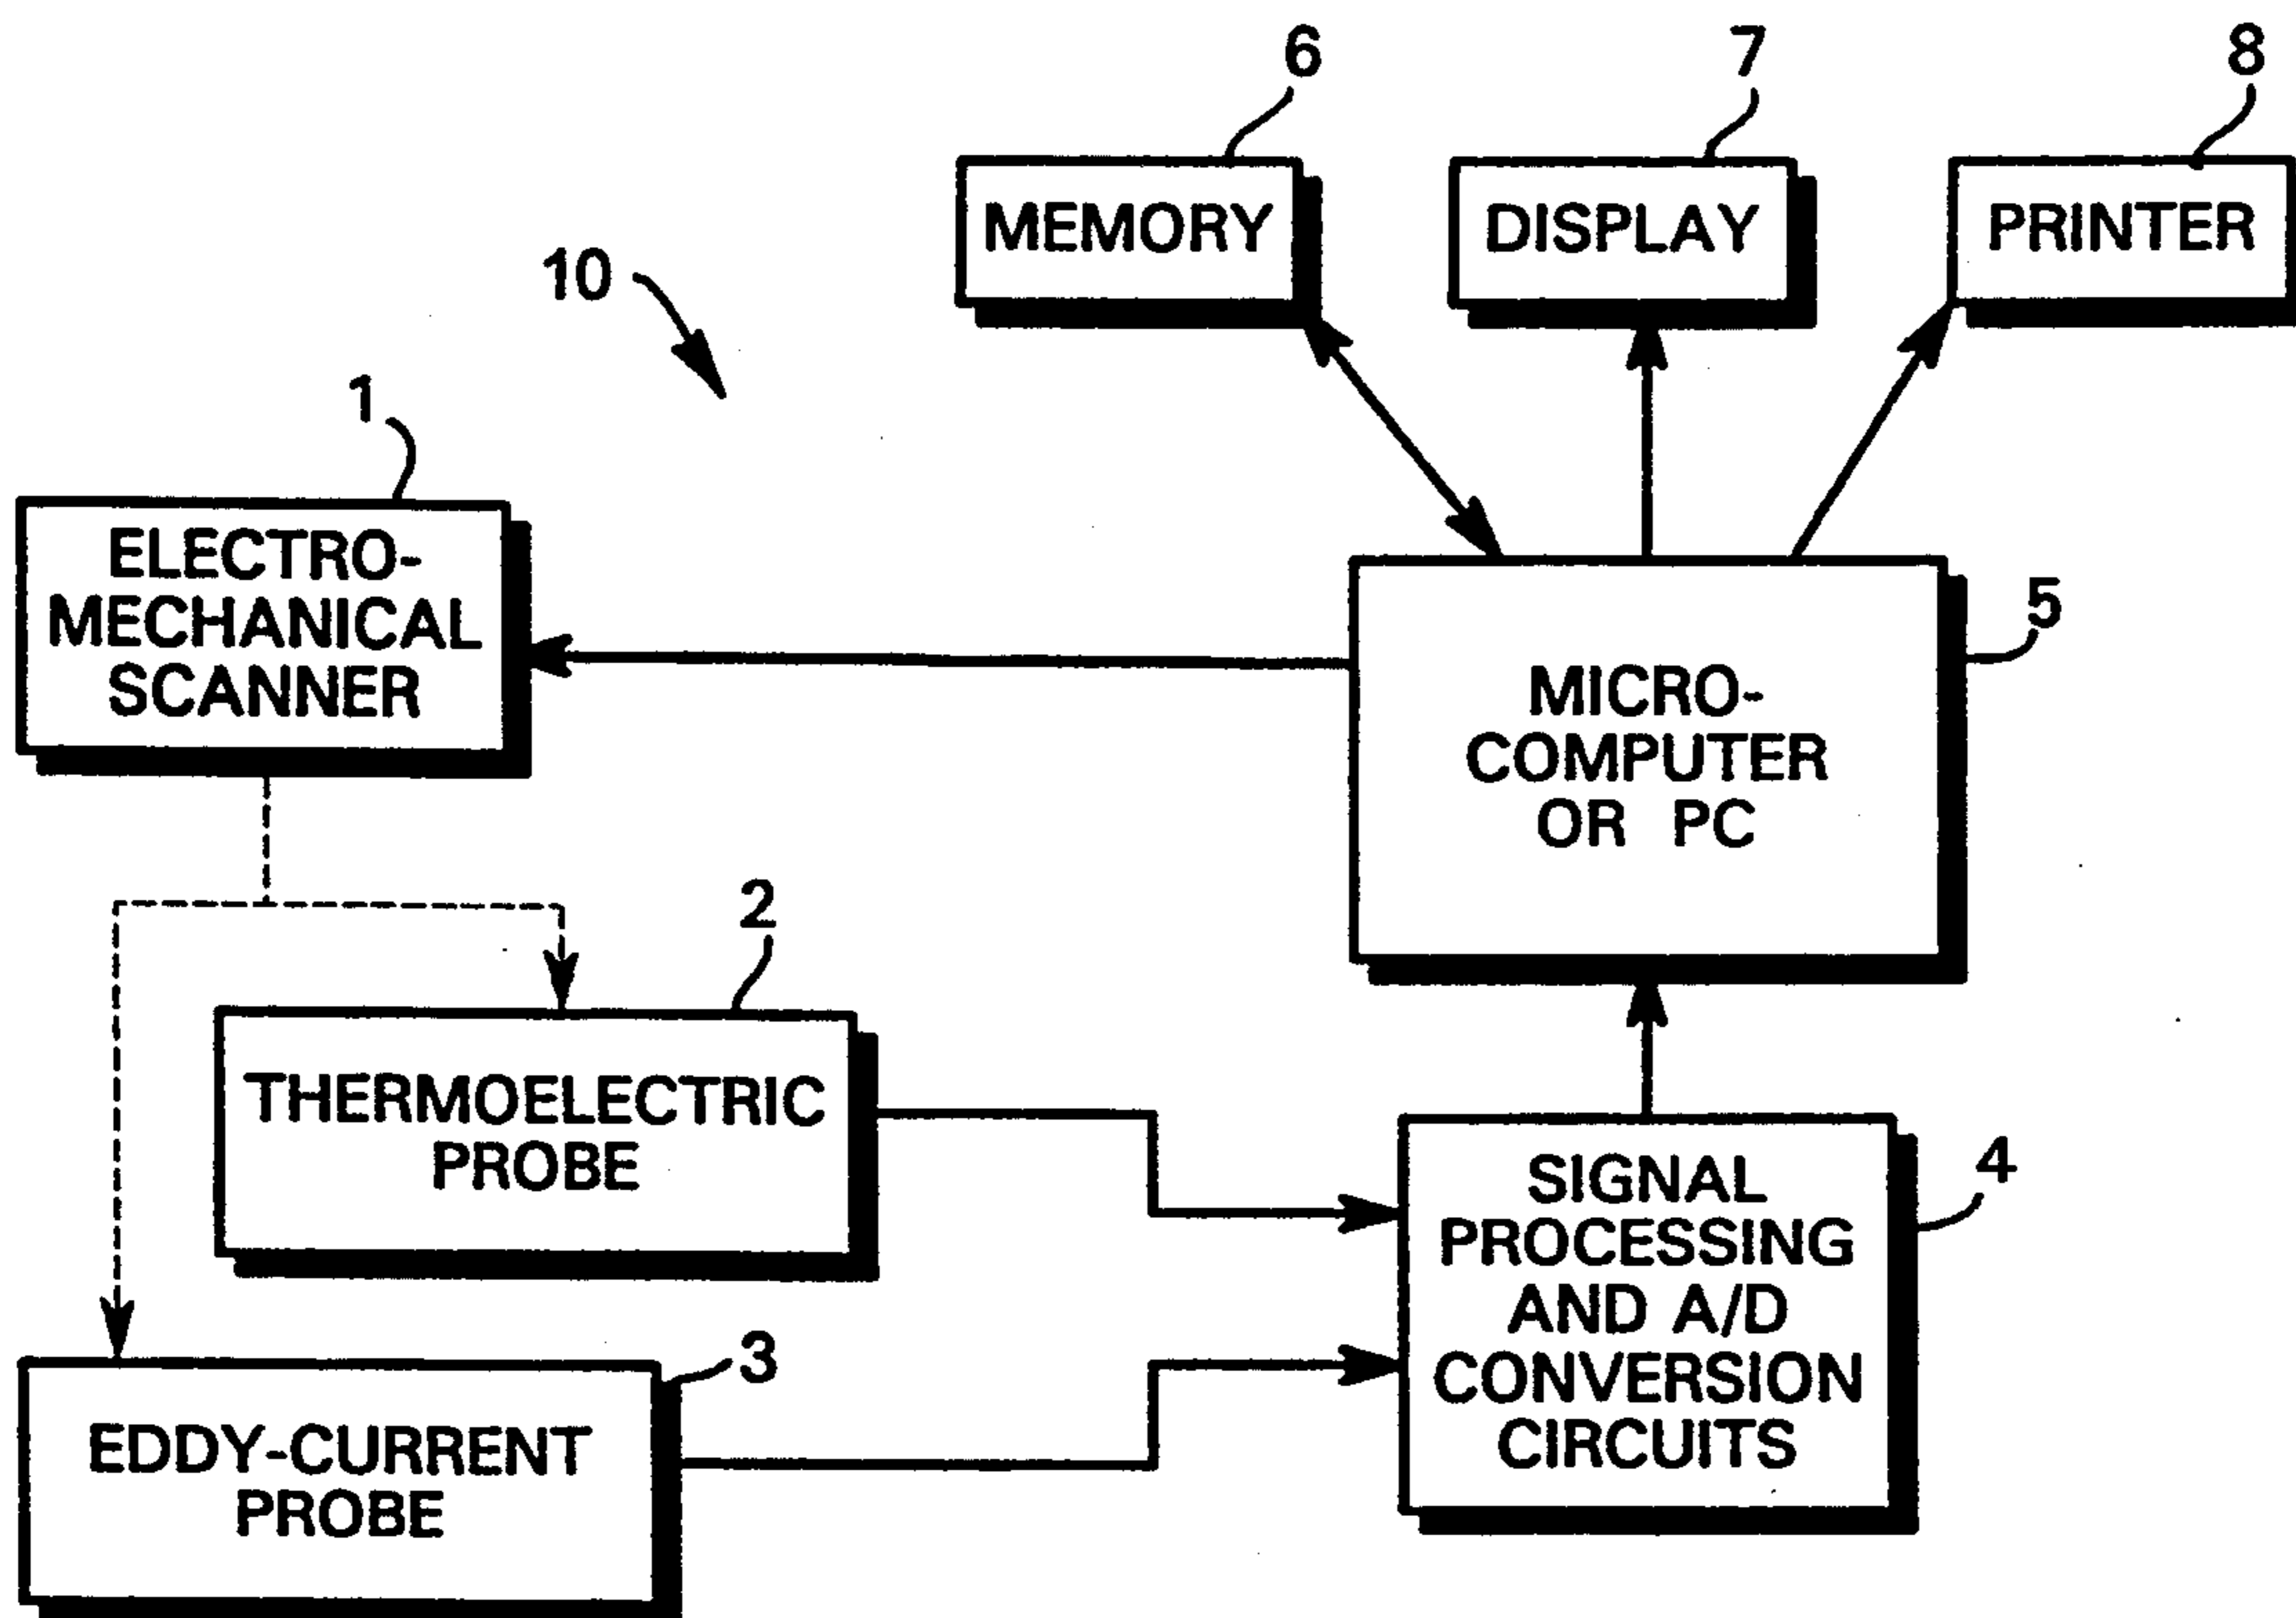 6
7
8
MEMORY
DISPLAY
PRINTER
10
1
ELECTRO-
MECHANICAL
SCANNER
5
MICRO-
COMPUTER
OR PC
2
THERMOELECTRIC
PROBE
4
SIGNAL
PROCESSING
AND A/D
CONVERSION
CIRCUITS
3
EDDY-CURRENT
PROBE